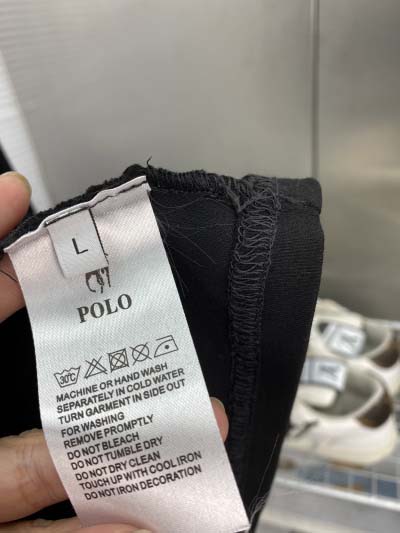 L
POLO
30°C
MACHINE OR HAND WASH
SEPARATELY IN COLD WATER
TURN GARMENT IN SIDE OUT
FOR WASHING
REMOVE PROMPTLY
DO NOT BLEACH
DO NOT TUMBLE DRY
DO NOT DRY CLEAN
TOUCH UP WITH COOL IRON
DO NOT IRON DECORATION